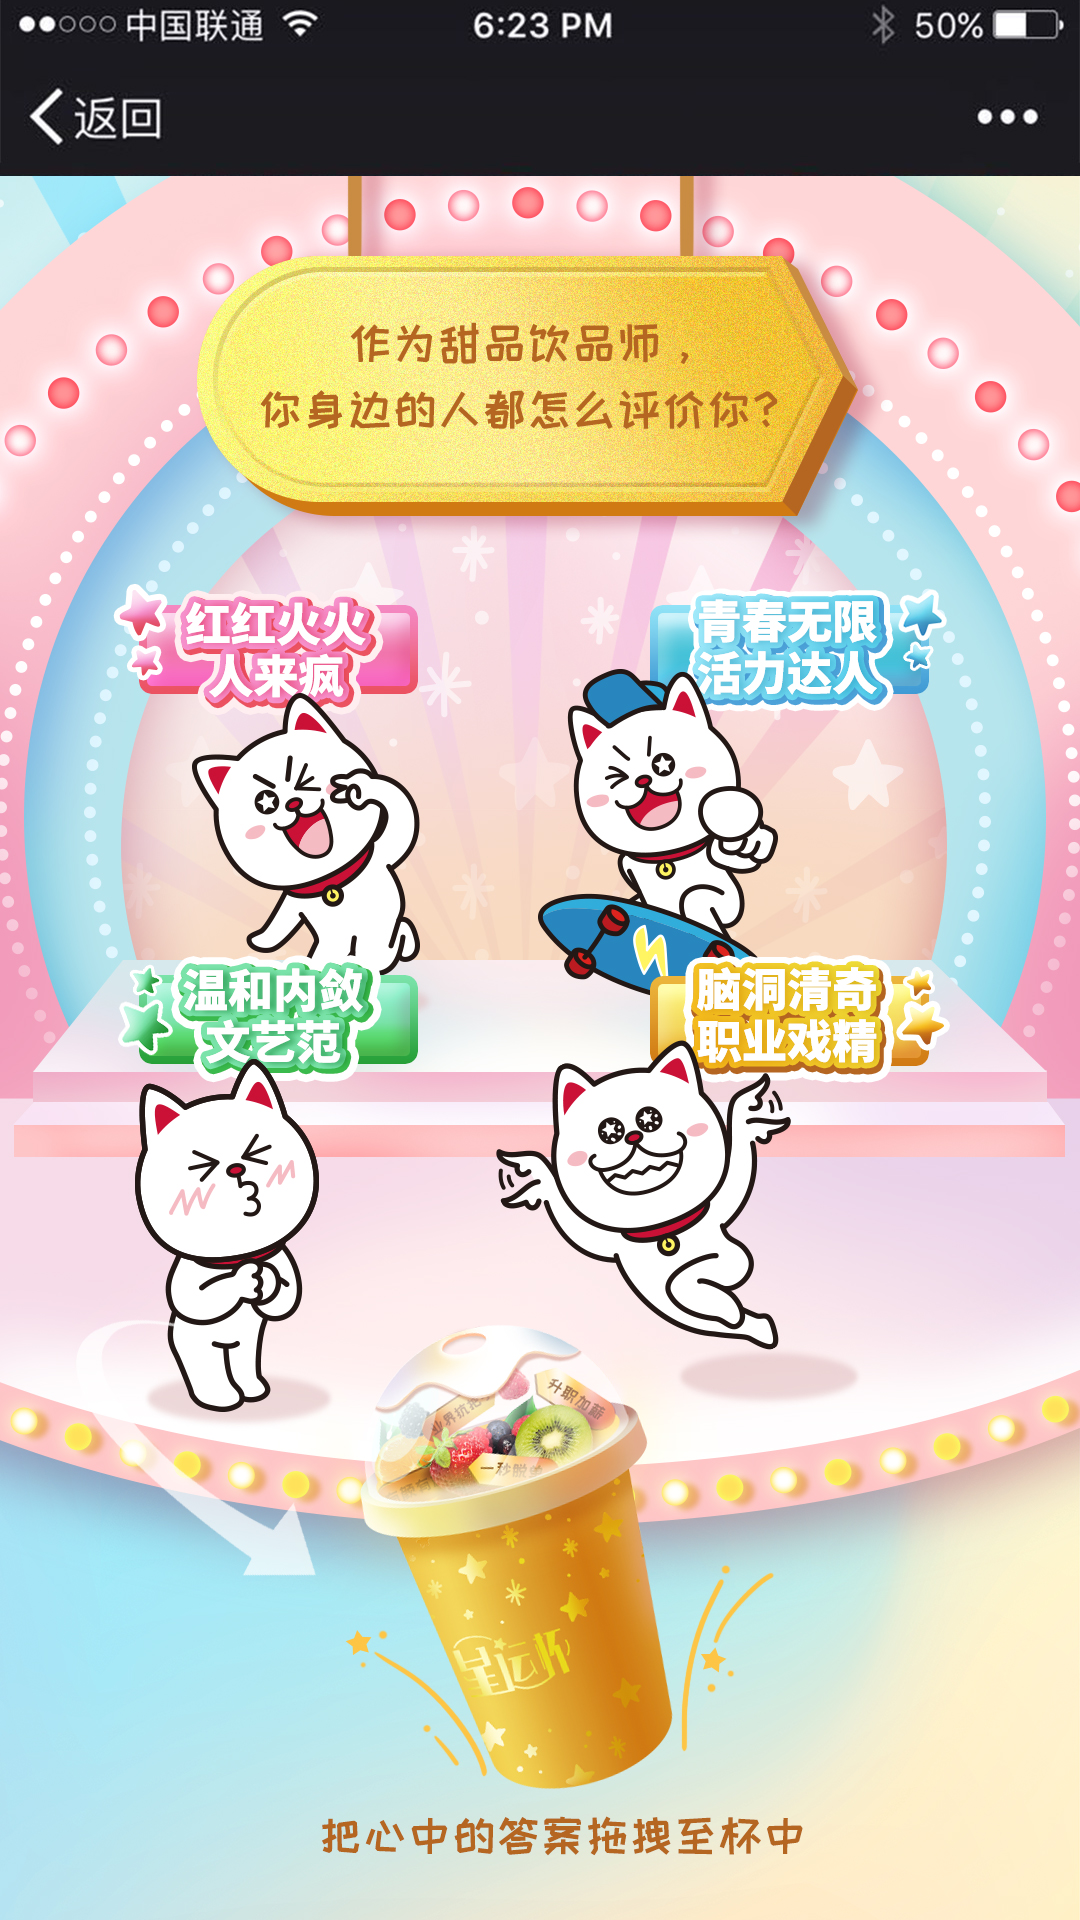 中国联通
6:23 PM
50%
返回
作为甜品饮品师，
你身边的人都怎么评价你？
红红火火
人来疯
青春无限
活力达人
温和内敛
文艺范
脑洞清奇
职业戏精
升职加薪
一秒脱单
星运杯
把心中的答案拖拽至杯中